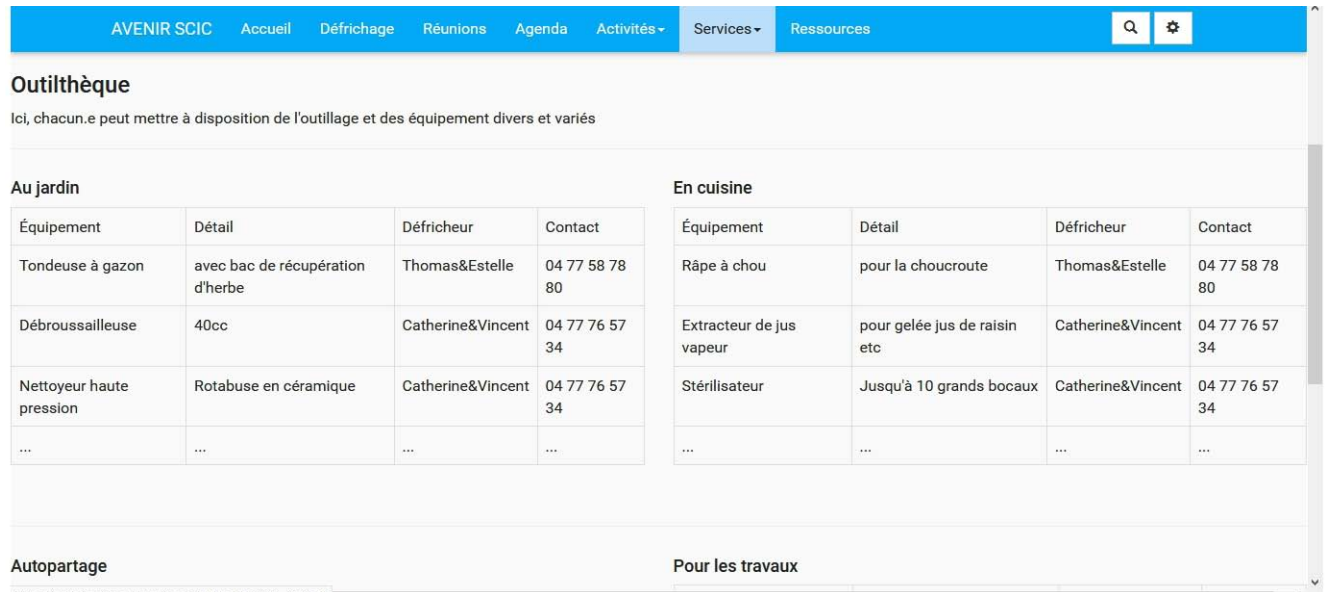 AVENIR SCIC Accueil Défrichage Réunions Agenda Activités Services Ressources
Outilthèque
Ici, chacun.e peut mettre à disposition de l'outillage et des équipement divers et variés
Au jardin
Équipement Détail Défricheur Contact
Tondeuse à gazon avec bac de récupération Thomas&Estelle 04 77 58 78
d'herbe 80
Débroussailleuse 40cc Catherine&Vincent 04 77 76 57
34
Nettoyeur haute Rotabuse en céramique Catherine&Vincent 04 77 76 57
pression 34
... ... ... ...
En cuisine
Équipement Détail Défricheur Contact
Râpe à chou pour la choucroute Thomas&Estelle 04 77 58 78
80
Extracteur de jus pour gelée jus de raisin Catherine&Vincent 04 77 76 57
vapeur etc 34
Stérilisateur Jusqu'à 10 grands bocaux Catherine&Vincent 04 77 76 57
34
... ... ... ...
Autopartage
Pour les travaux